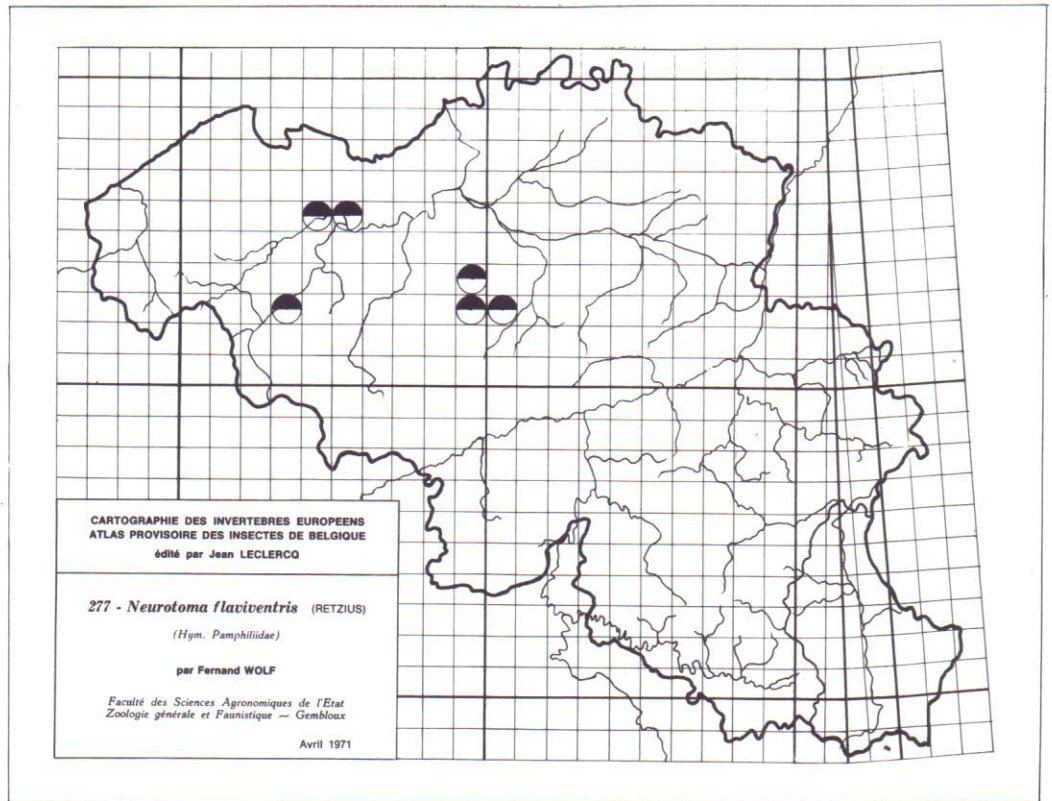 CARTOGRAPHIE DES INVERTEBRES EUROPEENS
ATLAS PROVISOIRE DES INSECTES DE BELGIQUE
édité par Jean LECLERCQ
277 - Neurotoma flaviventris (RETZIUS)
(Hym. Pamphiliidae)
par Fernand WOLF
Faculté des Sciences Agronomiques de l'Etat
Zoologie générale et Faunistique — Gembloux
Avril 1971